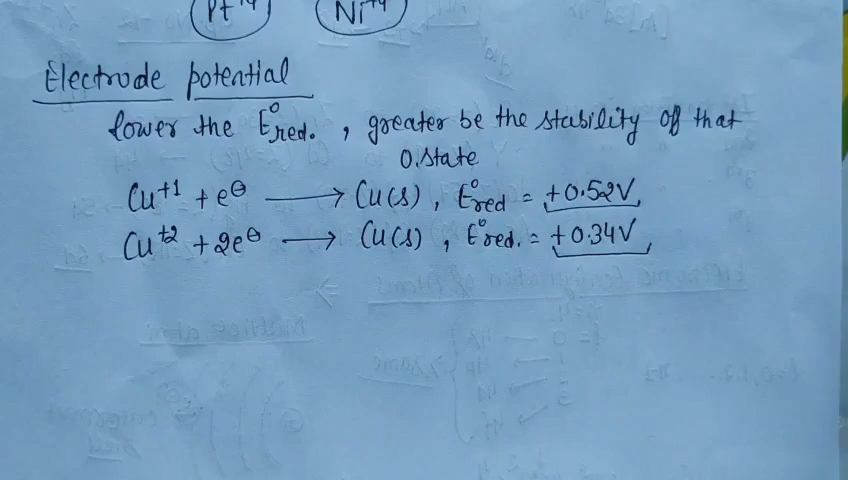 Pt+4 Ni+4
Electrode potential
lower the E°red. , greater be the stability of that
O.state
Cu+1 + e⊖ ⟶ Cu(s) , E°red = +0.52V
Cu+2 + 2e⊖ ⟶ Cu(s) , E°red. = +0.34V